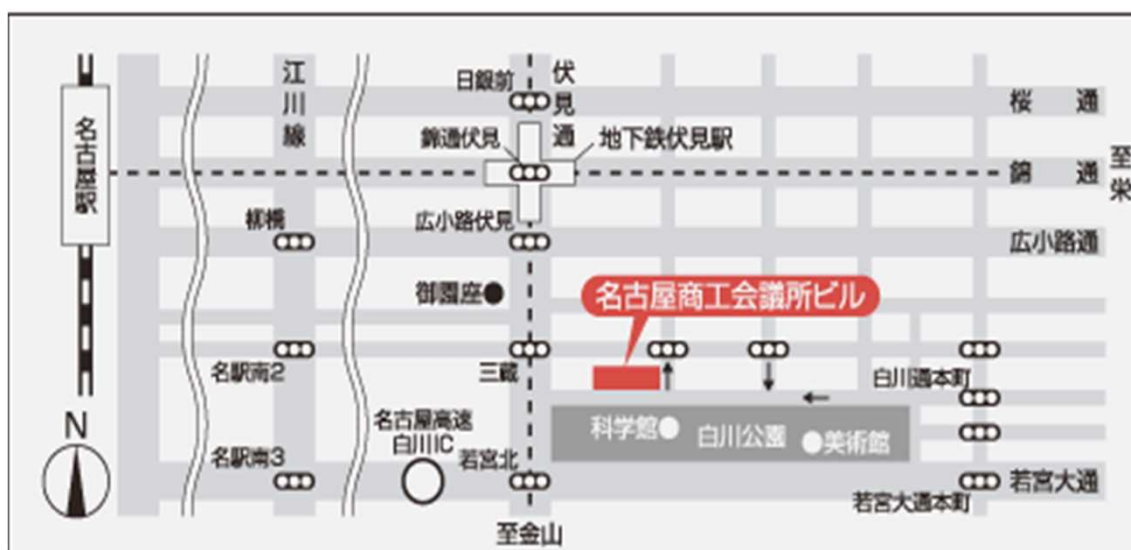 江川線
伏見通
日銀前
桜　通
名古屋駅
錦通伏見
地下鉄伏見駅
錦　通
至栄
柳橋
広小路伏見
広小路通
御園座
名古屋商工会議所ビル
名駅南2
三蔵
白川通本町
名古屋高速
白川IC
科学館
白川公園
美術館
N
名駅南3
若宮北
若宮大通
若宮大通本町
至金山